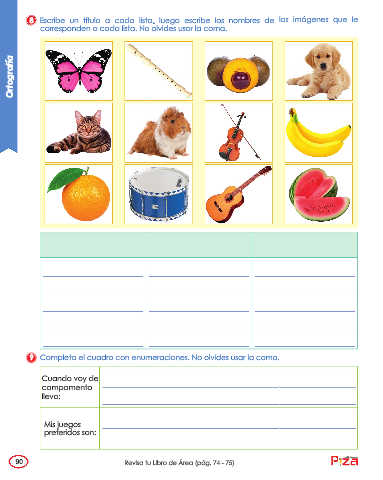 Ortografía
8 Escribe un título a cada lista, luego escribe los nombres de las imágenes que le
corresponden a cada lista. No olvides usar la coma.
9 Completa el cuadro con enumeraciones. No olvides usar la coma.
Cuando voy de
campamento
llevo:
Mis juegos
preferidos son:
90
Revisa tu Libro de Área (pág. 74 - 75)
Piza